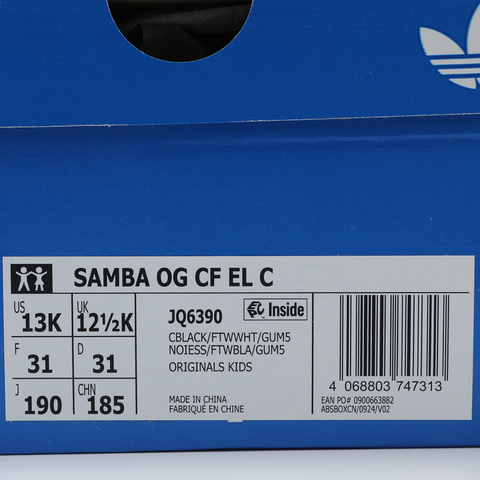 SAMBA OG CF EL C
US 13K UK 12½K
F 31 D 31
J 190 CHN 185
JQ6390 Inside
CBLACK/FTWWHT/GUM5
NOIESS/FTWBLA/GUM5
ORIGINALS KIDS
MADE IN CHINA
FABRIQUÉ EN CHINE
4 068803 747313
EAN PO# 0900663882
ABSBOXCN/0924/V02